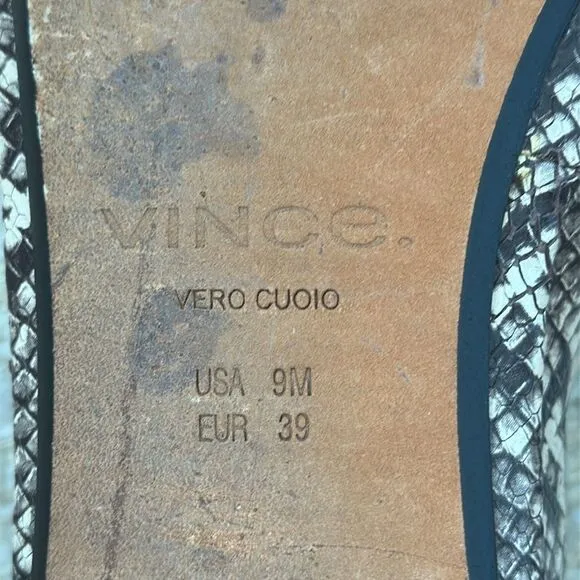 VINCe.
VERO CUOIO
USA 9M
EUR 39